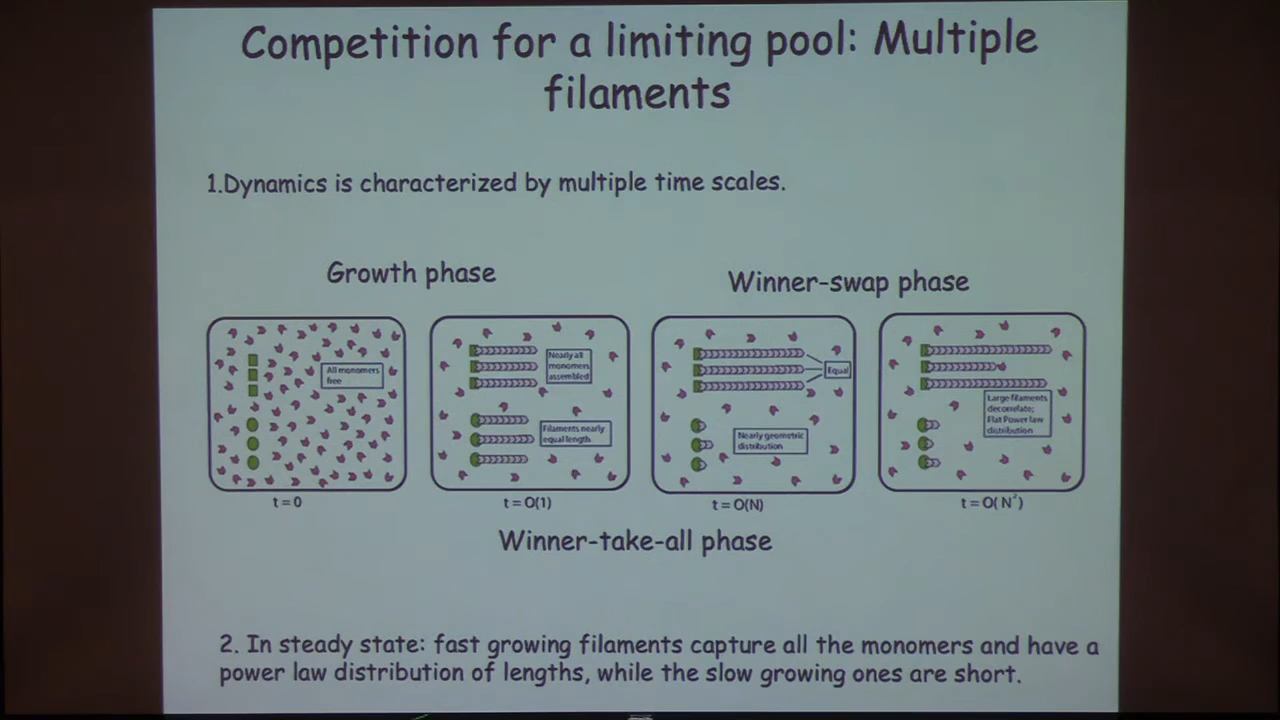 Competition for a limiting pool: Multiple
filaments
1.Dynamics is characterized by multiple time scales.
Growth phase
Winner-swap phase
All monomers
free
Nearly all
monomers
assembled
Filaments nearly
equal length
Equal
Nearly geometric
distribution
Large filaments
decorrelate;
Flat Power law
distribution
t = 0
t = O(1)
t = O(N)
t = O( N²)
Winner-take-all phase
2. In steady state: fast growing filaments capture all the monomers and have a
power law distribution of lengths, while the slow growing ones are short.